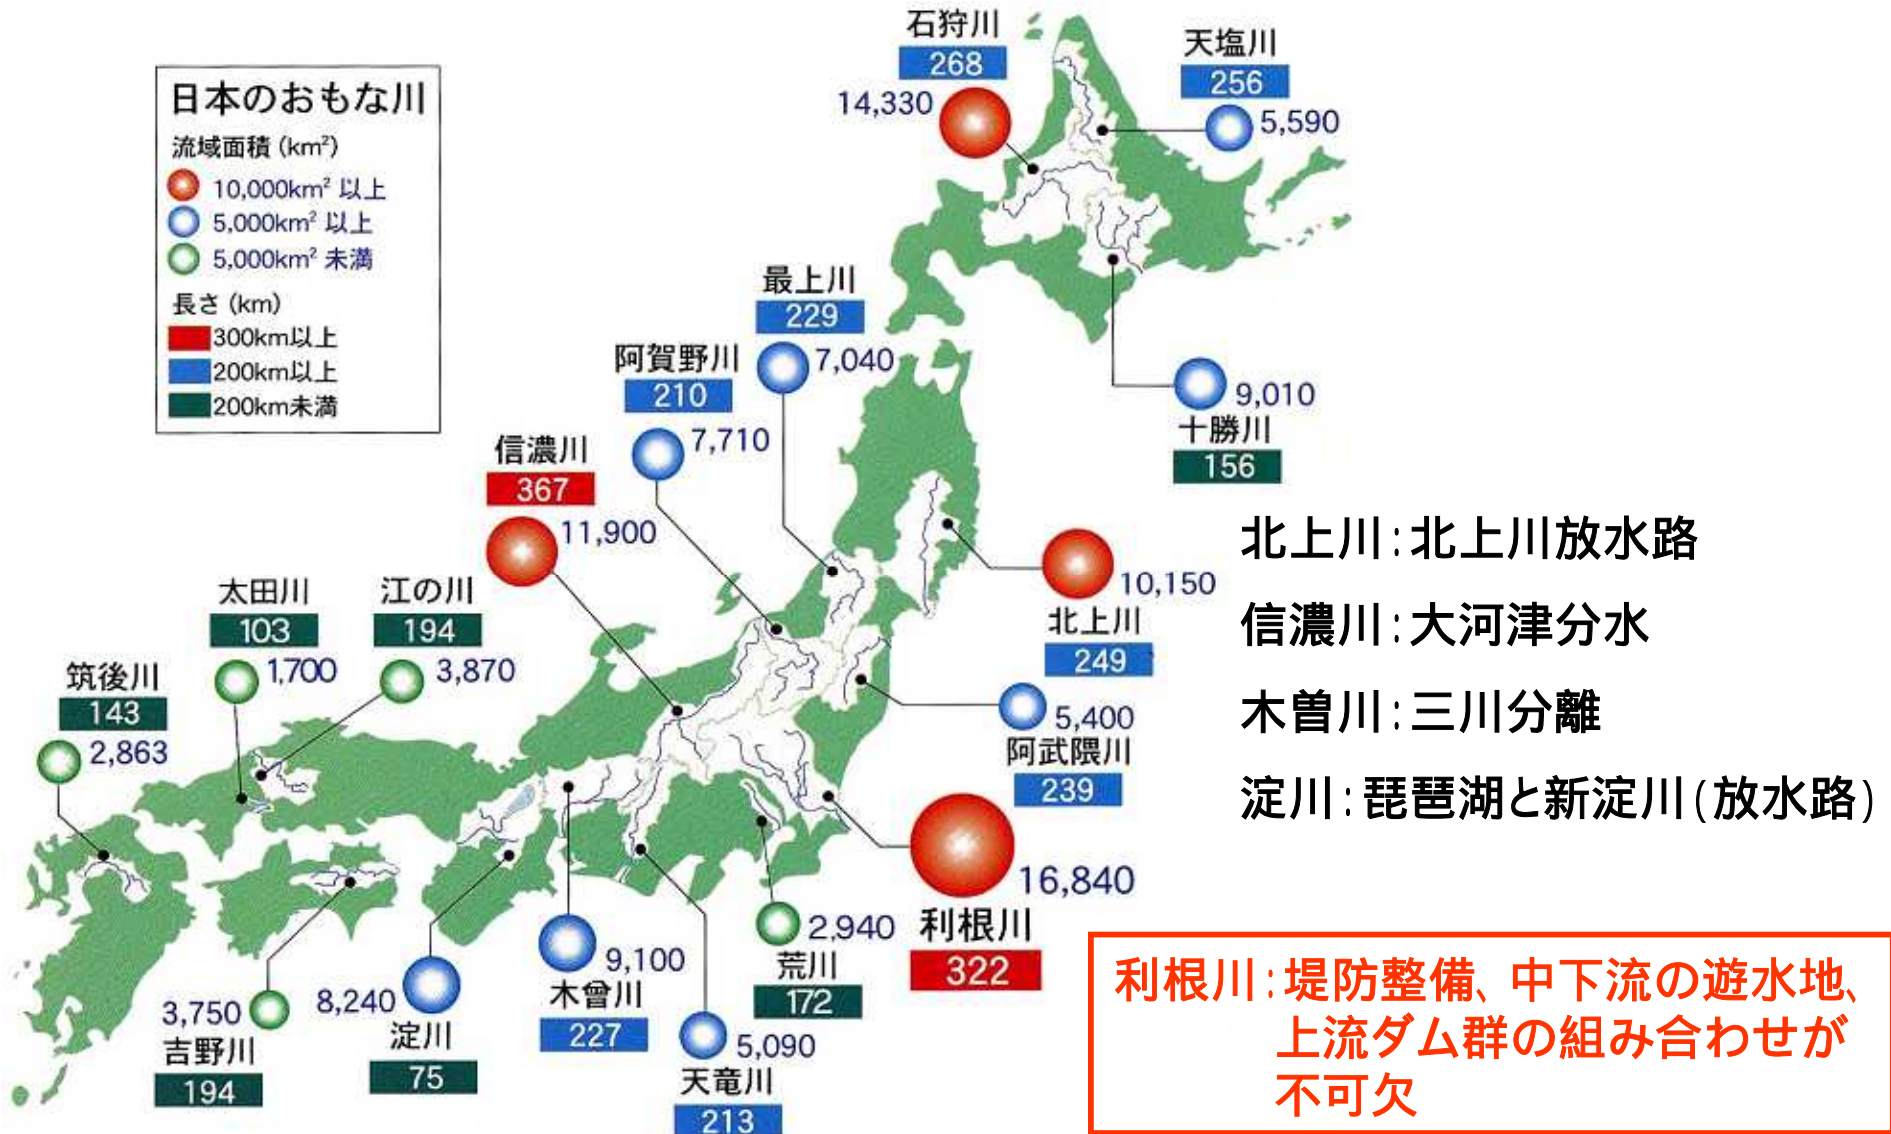 日本のおもな川
流域面積 (km²)
10,000km² 以上
5,000km² 以上
5,000km² 未満
長さ (km)
300km以上
200km以上
200km未満
石狩川
268
14,330
天塩川
256
5,590
最上川
229
7,040
阿賀野川
210
7,710
9,010
十勝川
156
信濃川
367
11,900
10,150
北上川
249
太田川
103
1,700
江の川
194
3,870
筑後川
143
2,863
5,400
阿武隈川
239
16,840
利根川
322
2,940
荒川
172
9,100
木曾川
227
5,090
天竜川
213
8,240
淀川
75
3,750
吉野川
194
北上川:北上川放水路
信濃川:大河津分水
木曽川:三川分離
淀川:琵琶湖と新淀川(放水路)
利根川:堤防整備、中下流の遊水地、
上流ダム群の組み合わせが
不可欠